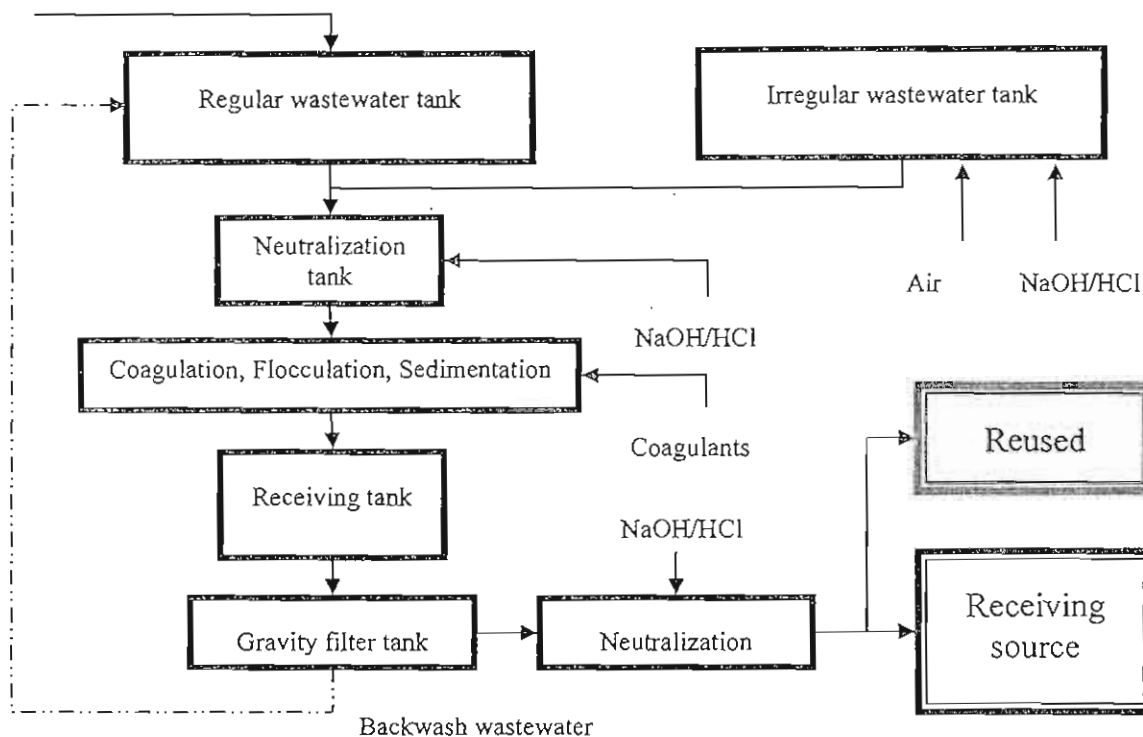 Regular wastewater tank
Irregular wastewater tank
Neutralization
tank
Air
NaOH/HCl
NaOH/HCl
Coagulation, Flocculation, Sedimentation
Coagulants
Reused
Receiving tank
NaOH/HCl
Receiving
source
Gravity filter tank
Neutralization
Backwash wastewater